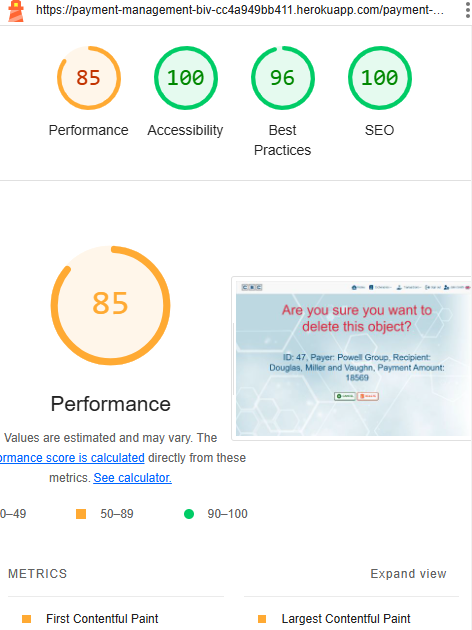 https://payment-management-biv-cc4a949bb411.herokuapp.com/payment-...
85
100
96
100
Performance
Accessibility
Best
Practices
SEO
85
Are you sure you want to
delete this object?
ID: 47, Payer: Powell Group, Recipient:
Douglas, Miller and Vaughn, Payment Amount:
18569
Performance
Values are estimated and may vary. The
ormance score is calculated directly from these
metrics. See calculator.
0–49
50–89
90–100
METRICS
Expand view
First Contentful Paint
Largest Contentful Paint